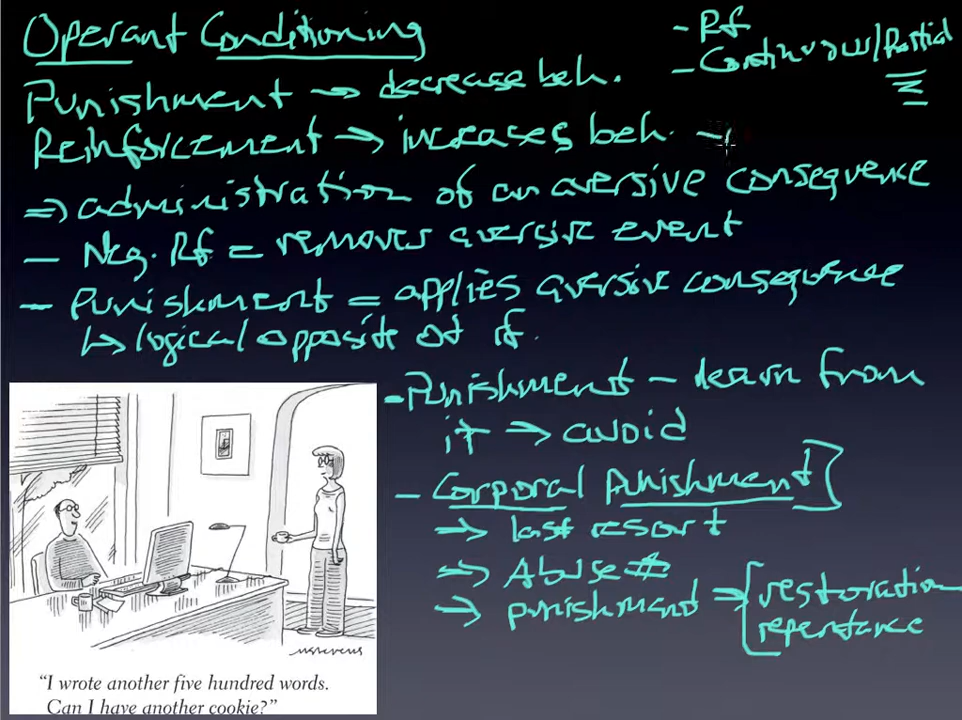 Operant Conditioning
- Rf
- Continuous/Partial
Punishment → decrease beh.
Reinforcement → increases beh. →
⇒ administration of an aversive consequence
- Neg. Rf = removes aversive event
- Punishment = applies aversive consequence
↳ logical opposite of rf.
- Punishment - learn from
it ⇒ avoid
- Corporal punishment]
⇒ last resort
⇒ Abuse
→ punishment ⇒ [restoration
repentance
MSTEVENS
"I wrote another five hundred words.
Can I have another cookie?"